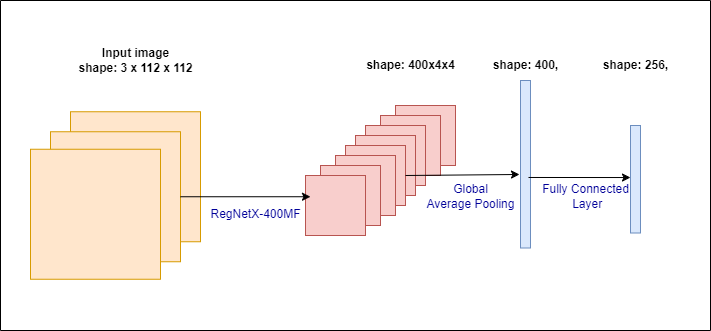 Input image
shape: 3 x 112 x 112
shape: 400x4x4
shape: 400,
shape: 256,
RegNetX-400MF
Global
Average Pooling
Fully Connected
Layer